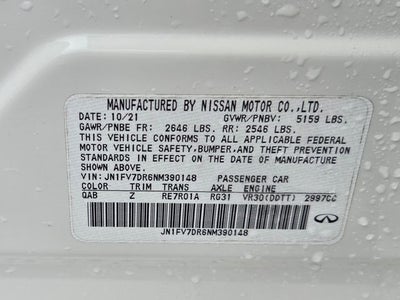 MANUFACTURED BY NISSAN MOTOR CO.,LTD.
DATE: 10/21 GVWR/PNBV: 5159 LBS.
GAWR/PNBE FR: 2646 LBS. RR: 2546 LBS.
THIS VEHICLE CONFORMS TO ALL APPLICABLE FEDERAL
MOTOR VEHICLE SAFETY,BUMPER,AND THEFT PREVENTION
STANDARDS IN EFFECT ON THE DATE OF MANUFACTURE
SHOWN ABOVE.
VIN: JN1FV7DR6NM390148 PASSENGER CAR
COLOR TRIM TRANS AXLE ENGINE
QAB Z RE7R01A RG31 VR30(DDTT) 2997CC
JN1FV7DR6NM390148